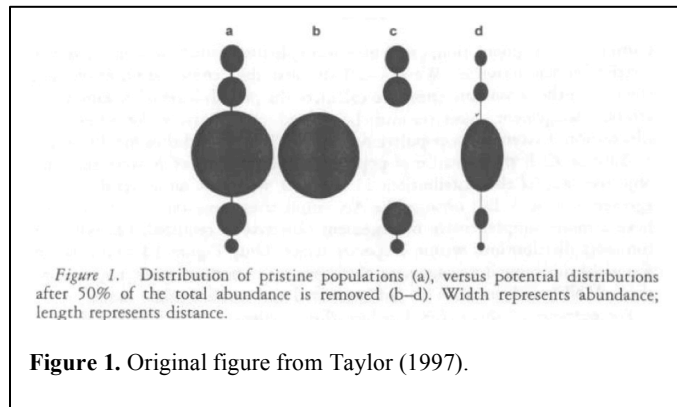 a b c d
Figure 1. Distribution of pristine populations (a), versus potential distributions
after 50% of the total abundance is removed (b–d). Width represents abundance;
length represents distance.
Figure 1. Original figure from Taylor (1997).